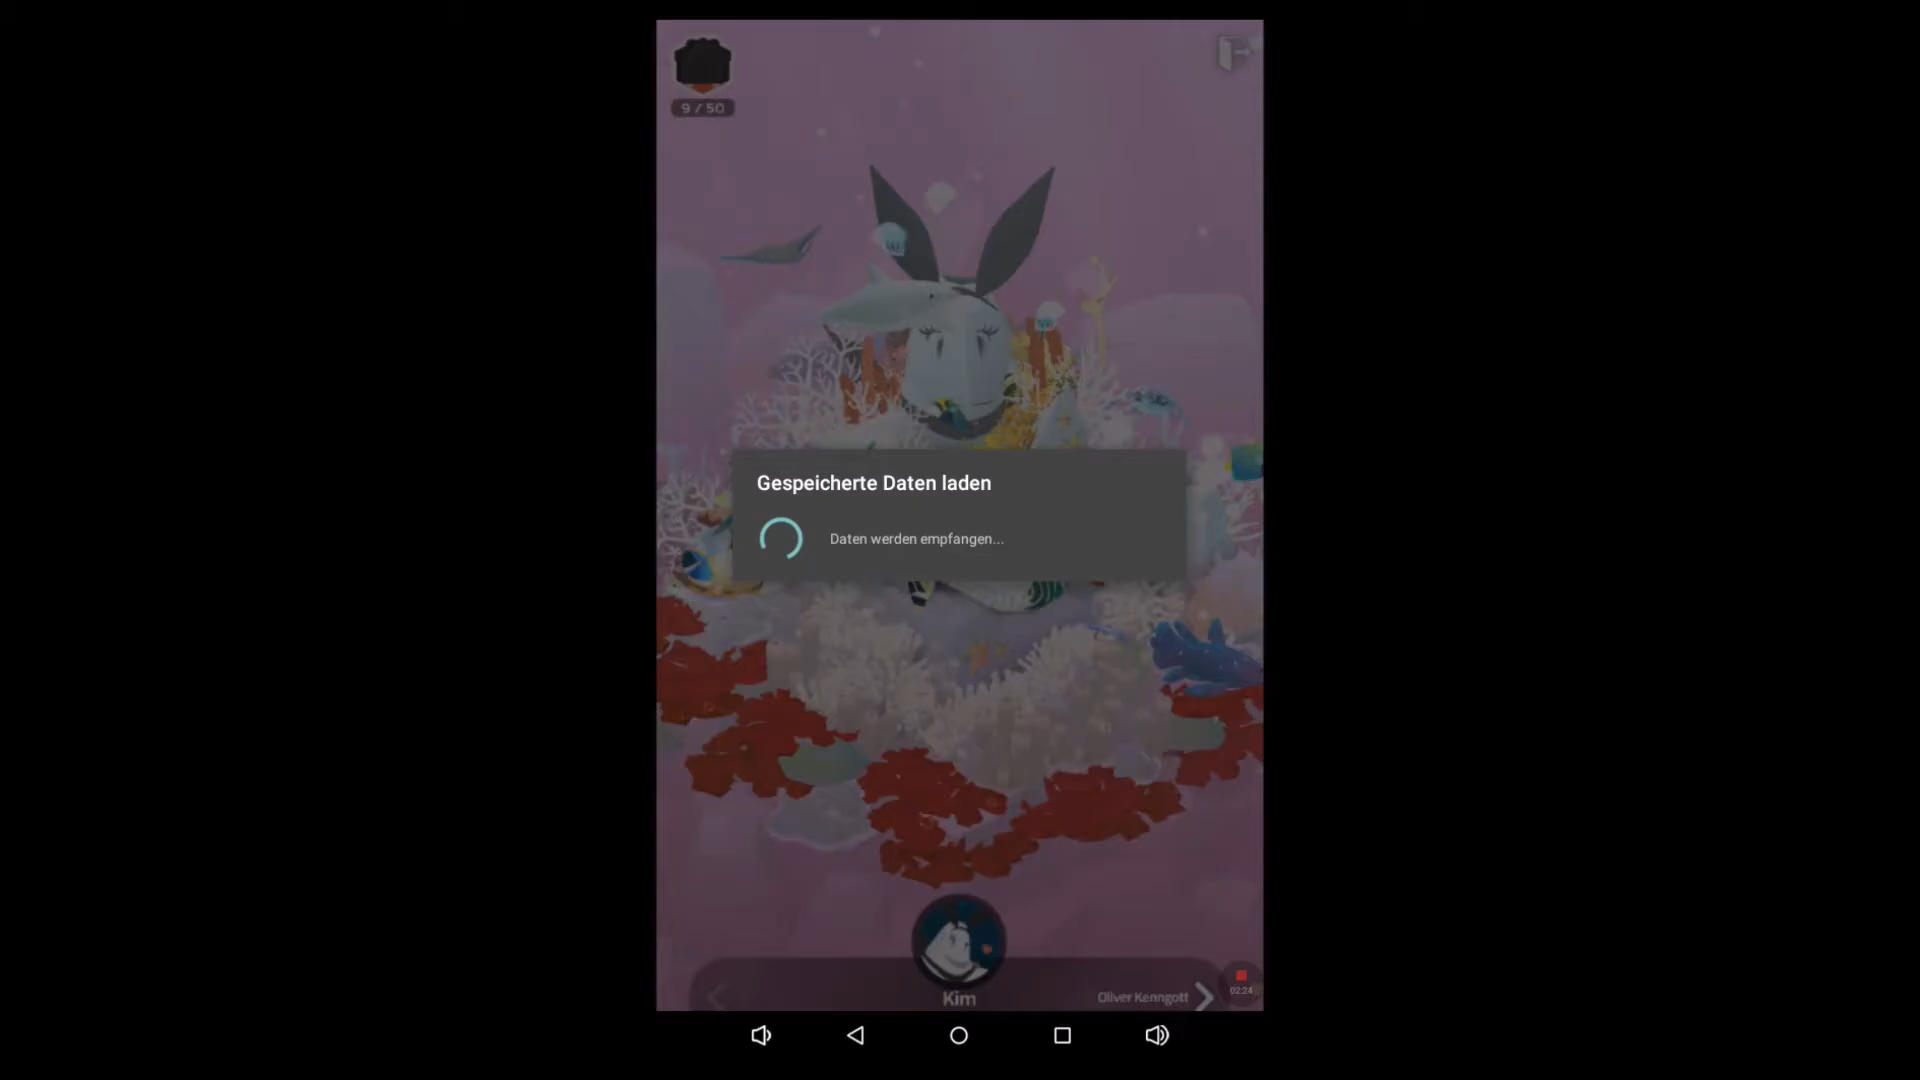 9 / 50
Gespeicherte Daten laden
Daten werden empfangen...
Kim
Oliver Kenngott
02:24